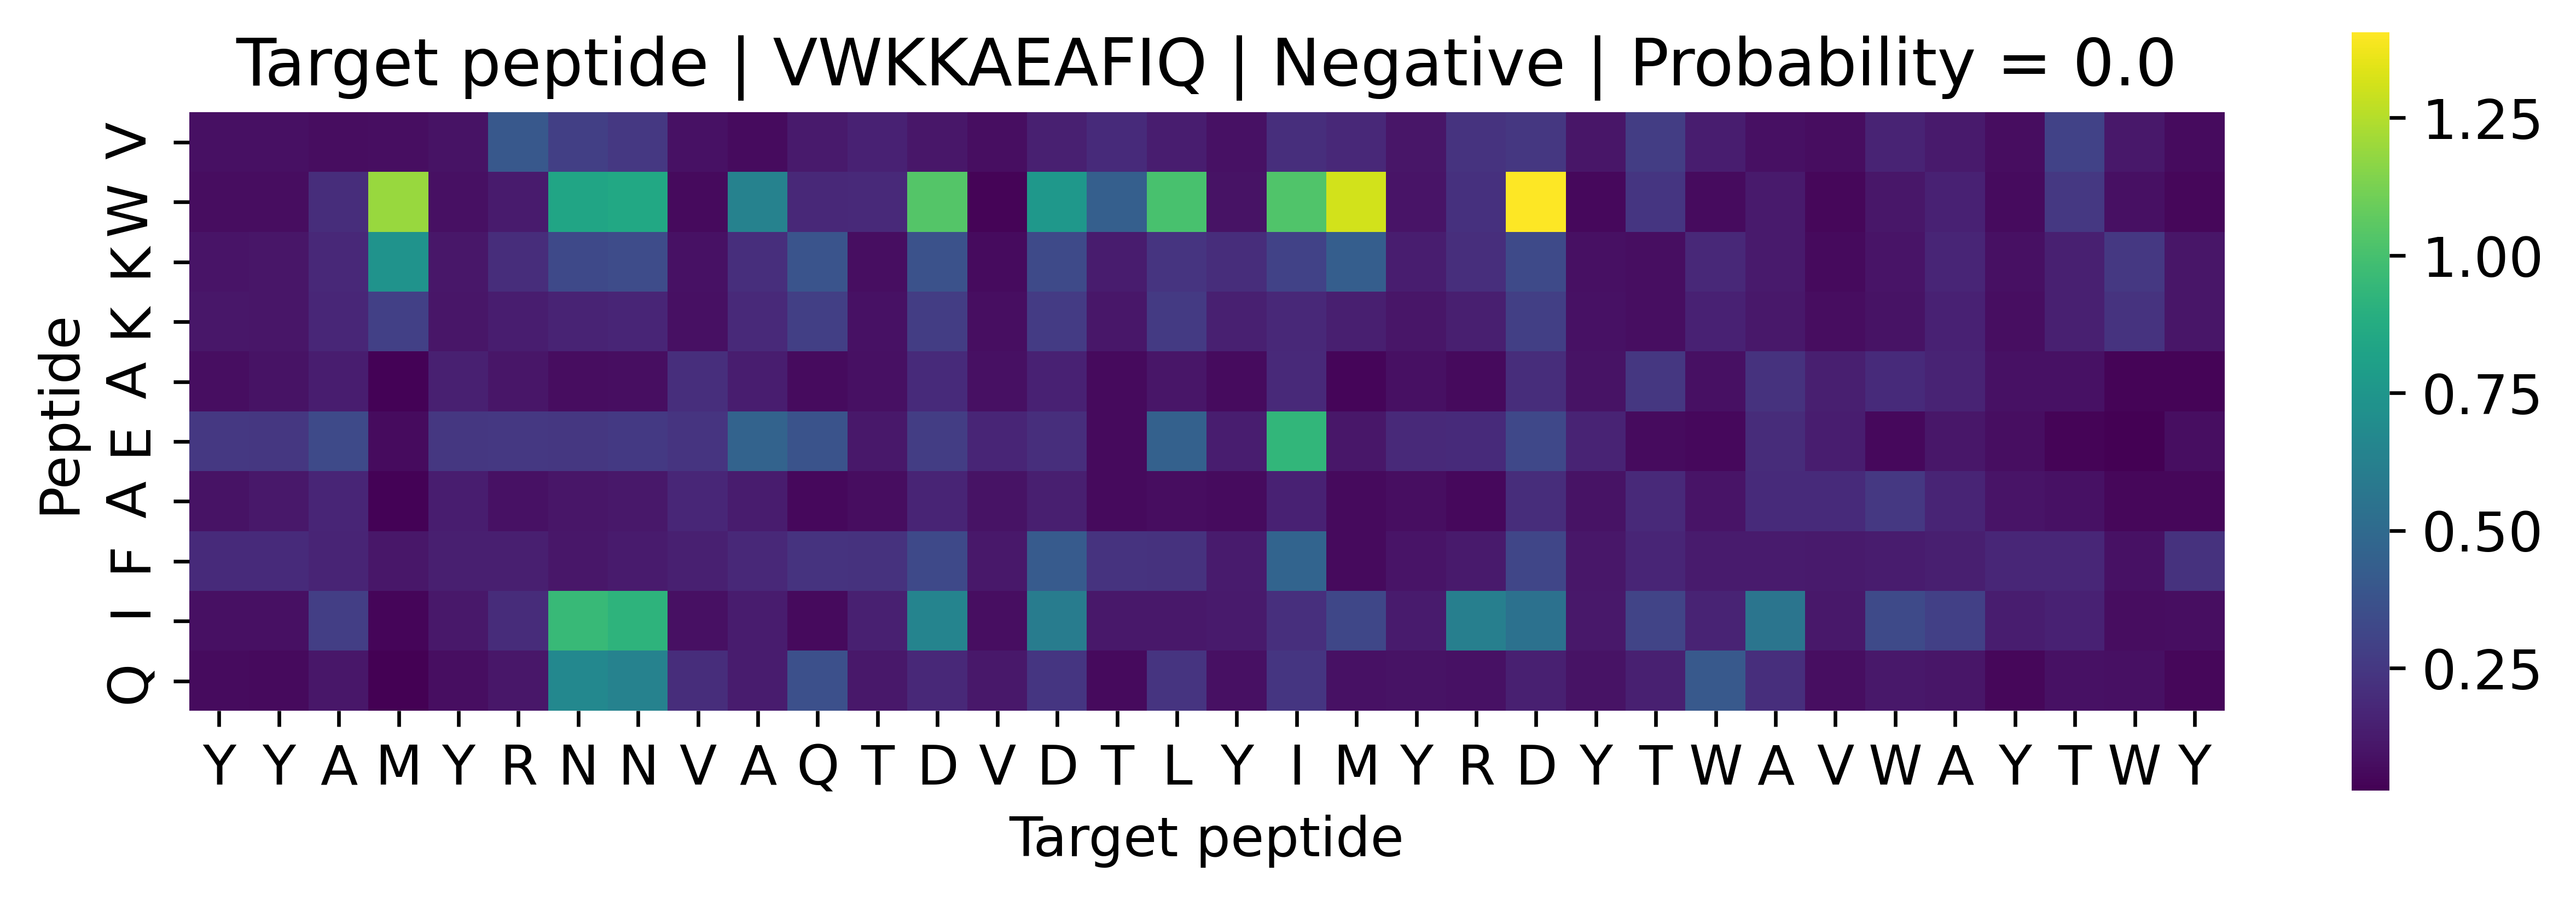 Target peptide | VWKKAEAFIQ | Negative | Probability = 0.0
Peptide
V
W
K
K
A
E
A
F
I
Q
Y Y A M Y R N N V A Q T D V D T L Y I M Y R D Y T W A V W A Y T W Y
Target peptide
1.25
1.00
0.75
0.50
0.25